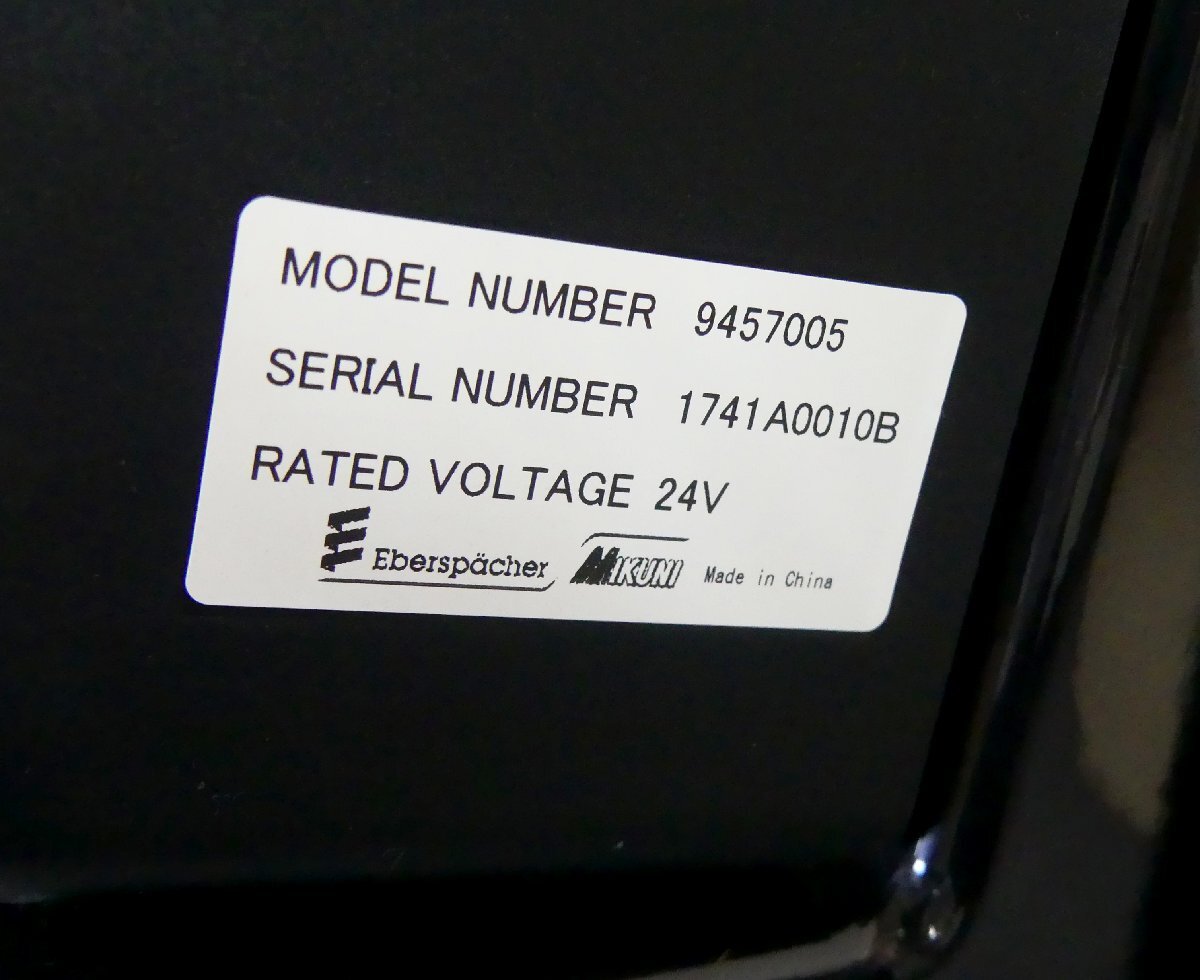 MODEL NUMBER 9457005
SERIAL NUMBER 1741A0010B
RATED VOLTAGE 24V
Eberspächer MIKUNI Made in China